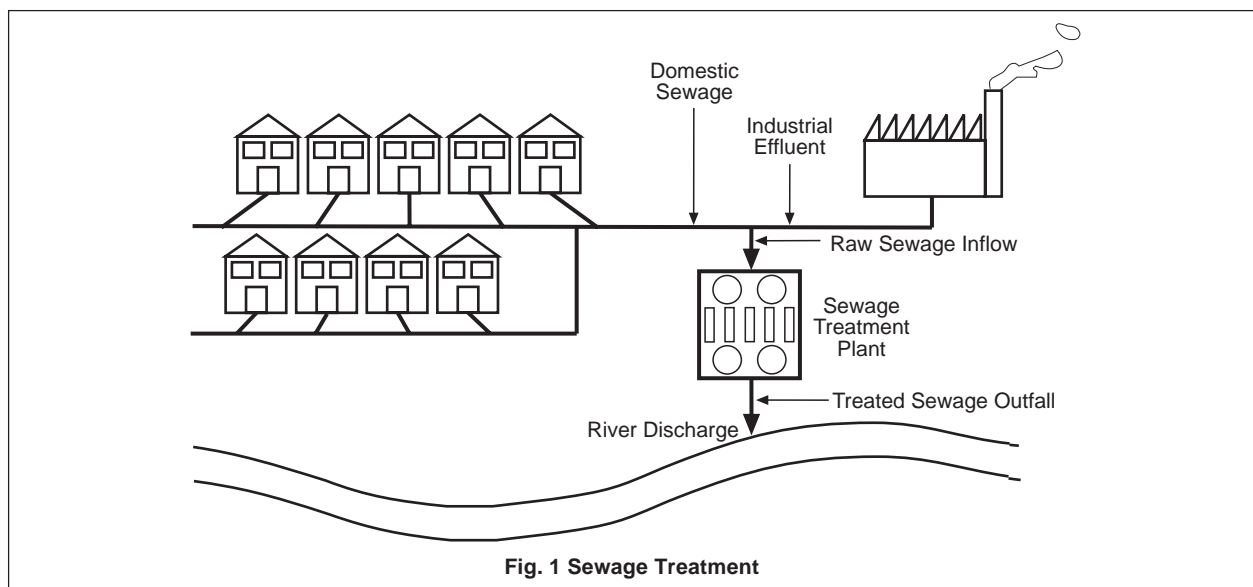 Domestic
Sewage
Industrial
Effluent
Raw Sewage Inflow
Sewage
Treatment
Plant
Treated Sewage Outfall
River Discharge
Fig. 1 Sewage Treatment